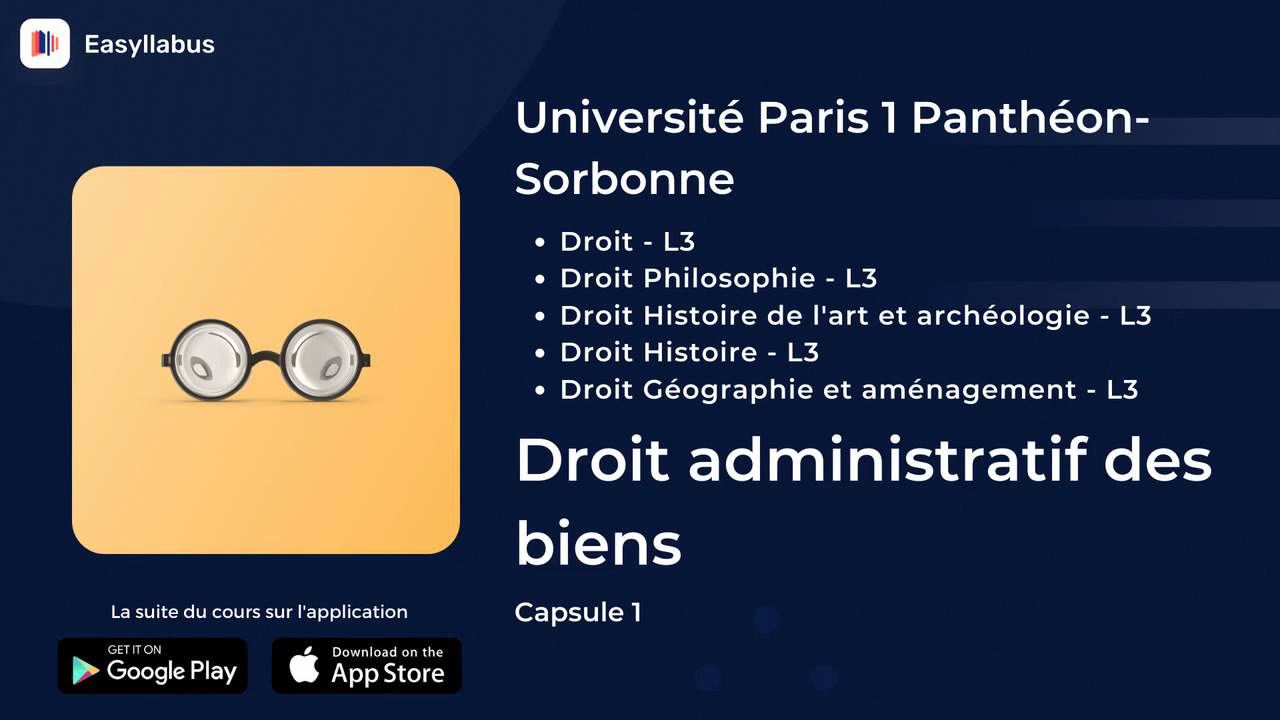 Easyllabus
Université Paris 1 Panthéon-
Sorbonne
• Droit - L3
• Droit Philosophie - L3
• Droit Histoire de l'art et archéologie - L3
• Droit Histoire - L3
• Droit Géographie et aménagement - L3
Droit administratif des
biens
Capsule 1
La suite du cours sur l'application
GET IT ON
Google Play
Download on the
App Store